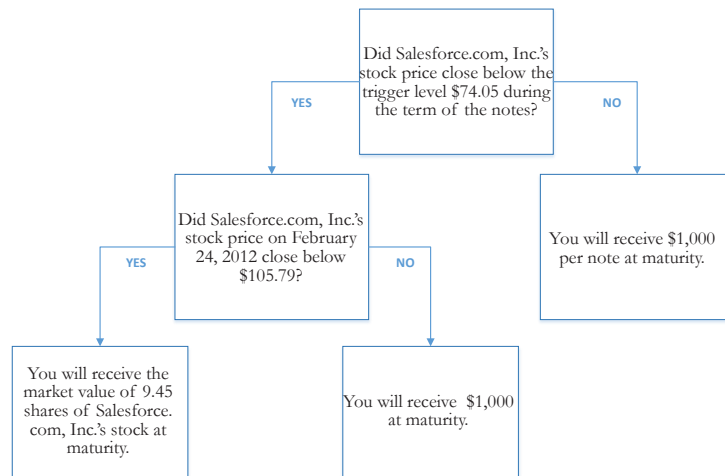 Did Salesforce.com, Inc.'s
stock price close below the
trigger level $74.05 during
the term of the notes?
YES
NO
Did Salesforce.com, Inc.'s
stock price on February
24, 2012 close below
$105.79?
You will receive $1,000
per note at maturity.
YES
NO
You will receive the
market value of 9.45
shares of Salesforce.
com, Inc.'s stock at
maturity.
You will receive $1,000
at maturity.